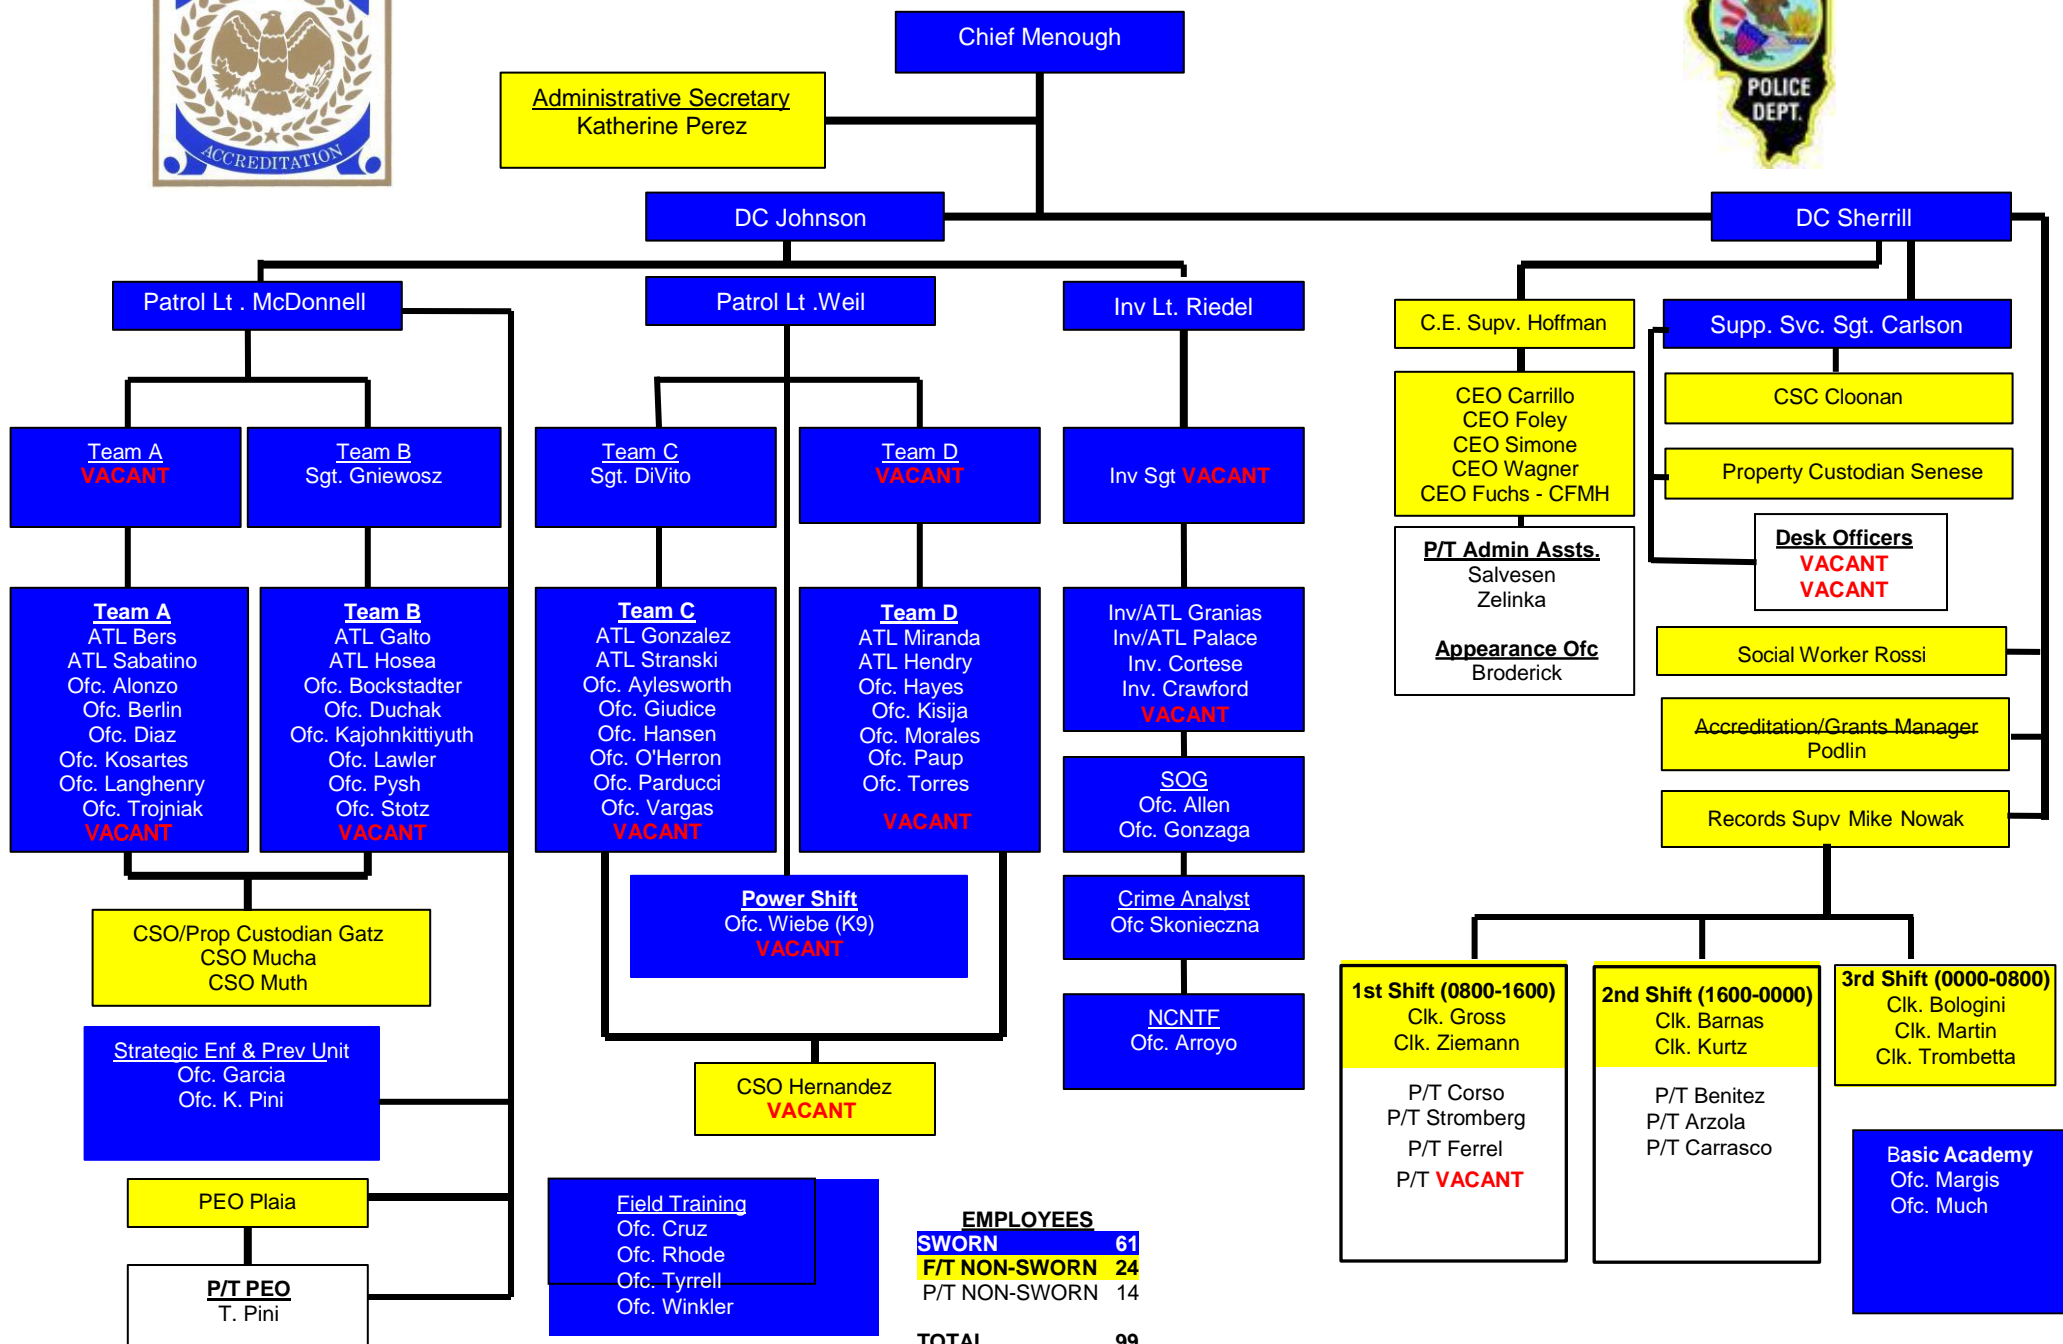 ACCREDITATION
POLICE
DEPT.
Chief Menough
Administrative Secretary
Katherine Perez
DC Johnson
DC Sherrill
Patrol Lt . McDonnell
Patrol Lt .Weil
Inv Lt. Riedel
C.E. Supv. Hoffman
Supp. Svc. Sgt. Carlson
CEO Carrillo
CEO Foley
CEO Simone
CEO Wagner
CEO Fuchs - CFMH
CSC Cloonan
Property Custodian Senese
Team A
VACANT
Team B
Sgt. Gniewosz
Team C
Sgt. DiVito
Team D
VACANT
Inv Sgt VACANT
P/T Admin Assts.
Salvesen
Zelinka
Appearance Ofc
Broderick
Desk Officers
VACANT
VACANT
Team A
ATL Bers
ATL Sabatino
Ofc. Alonzo
Ofc. Berlin
Ofc. Diaz
Ofc. Kosartes
Ofc. Langhenry
Ofc. Trojniak
VACANT
Team B
ATL Galto
ATL Hosea
Ofc. Bockstadter
Ofc. Duchak
Ofc. Kajohnkittiyuth
Ofc. Lawler
Ofc. Pysh
Ofc. Stotz
VACANT
Team C
ATL Gonzalez
ATL Stranski
Ofc. Aylesworth
Ofc. Giudice
Ofc. Hansen
Ofc. O'Herron
Ofc. Parducci
Ofc. Vargas
VACANT
Team D
ATL Miranda
ATL Hendry
Ofc. Hayes
Ofc. Kisija
Ofc. Morales
Ofc. Paup
Ofc. Torres
VACANT
Inv/ATL Granias
Inv/ATL Palace
Inv. Cortese
Inv. Crawford
VACANT
Social Worker Rossi
Accreditation/Grants Manager
Podlin
Records Supv Mike Nowak
SOG
Ofc. Allen
Ofc. Gonzaga
Power Shift
Ofc. Wiebe (K9)
VACANT
Crime Analyst
Ofc Skonieczna
CSO/Prop Custodian Gatz
CSO Mucha
CSO Muth
NCNTF
Ofc. Arroyo
Strategic Enf & Prev Unit
Ofc. Garcia
Ofc. K. Pini
CSO Hernandez
VACANT
1st Shift (0800-1600)
Clk. Gross
Clk. Ziemann
P/T Corso
P/T Stromberg
P/T Ferrel
P/T VACANT
2nd Shift (1600-0000)
Clk. Barnas
Clk. Kurtz
P/T Benitez
P/T Arzola
P/T Carrasco
3rd Shift (0000-0800)
Clk. Bologini
Clk. Martin
Clk. Trombetta
Basic Academy
Ofc. Margis
Ofc. Much
PEO Plaia
P/T PEO
T. Pini
Field Training
Ofc. Cruz
Ofc. Rhode
Ofc. Tyrrell
Ofc. Winkler
EMPLOYEES
SWORN 61
F/T NON-SWORN 24
P/T NON-SWORN 14
TOTAL 99